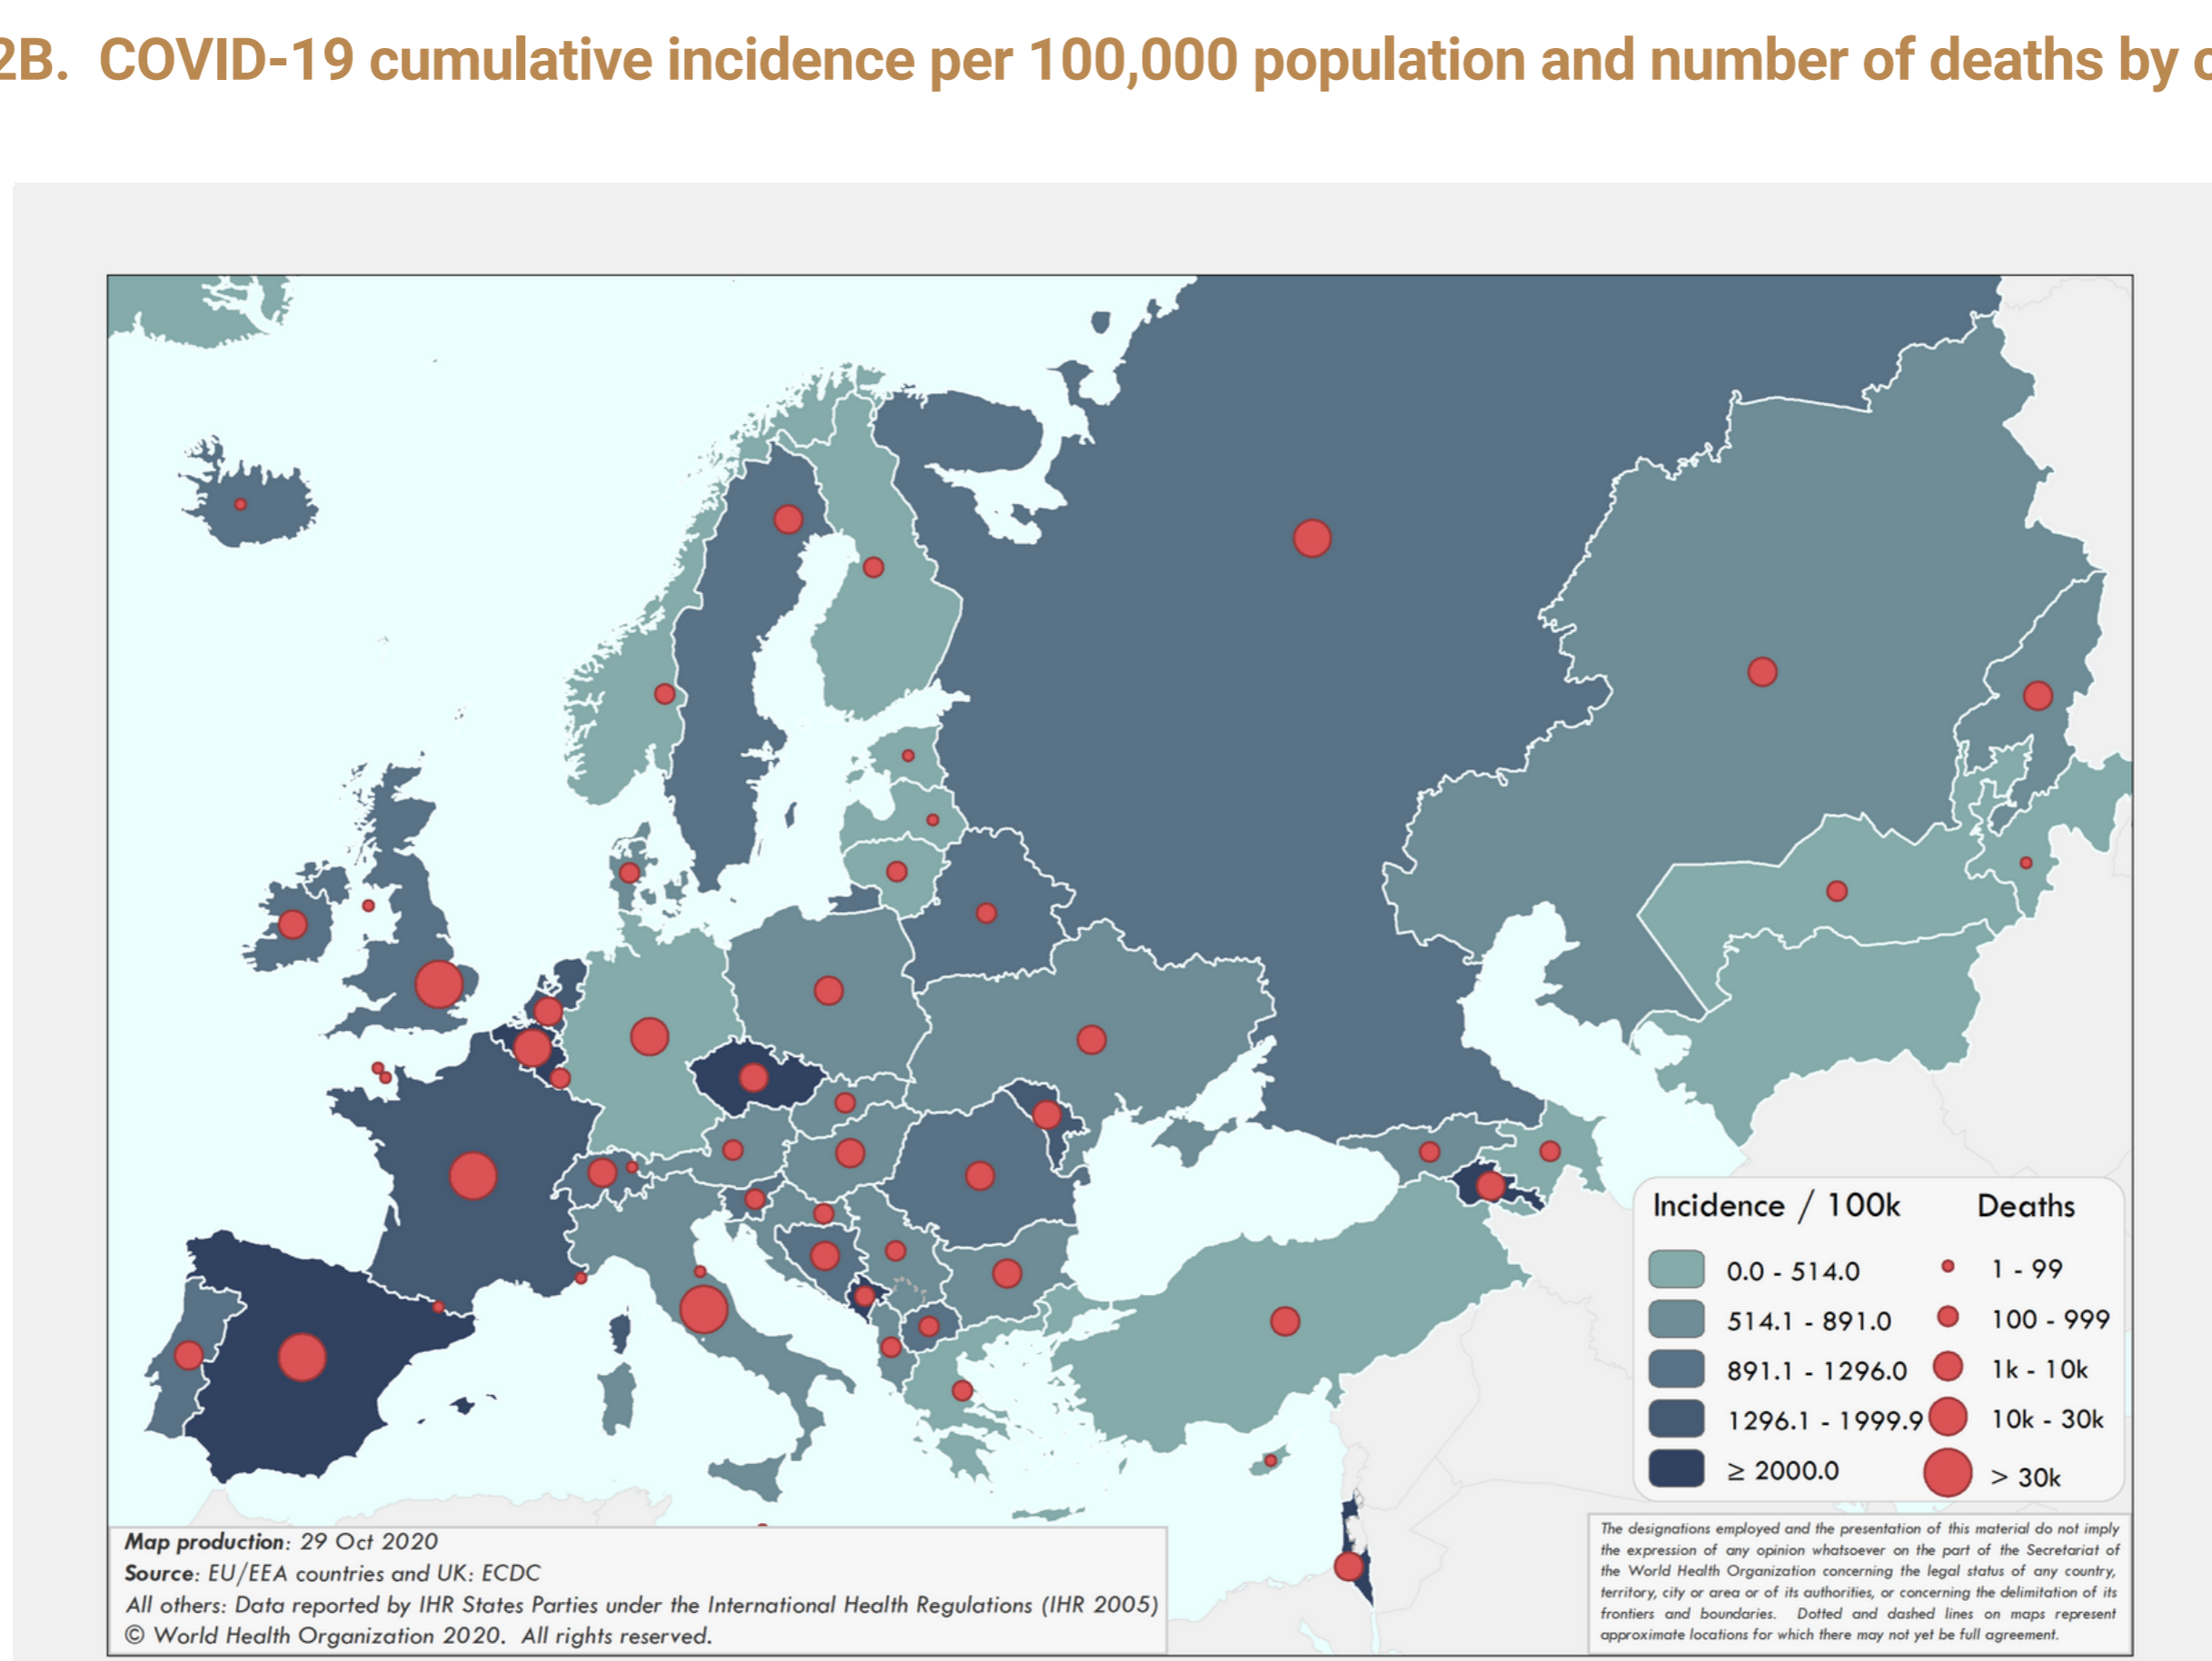 2B. COVID-19 cumulative incidence per 100,000 population and number of deaths by
Incidence / 100k
Deaths
0.0 - 514.0
1 - 99
514.1 - 891.0
100 - 999
891.1 - 1296.0
1k - 10k
1296.1 - 1999.9
10k - 30k
≥ 2000.0
> 30k
Map production: 29 Oct 2020
Source: EU/EEA countries and UK: ECDC
All others: Data reported by IHR States Parties under the International Health Regulations (IHR 2005)
© World Health Organization 2020. All rights reserved.
The designations employed and the presentation of this material do not imply
the expression of any opinion whatsoever on the part of the Secretariat of
the World Health Organization concerning the legal status of any country,
territory, city or area or of its authorities, or concerning the delimitation of its
frontiers and boundaries. Dotted and dashed lines on maps represent
approximate locations for which there may not yet be full agreement.